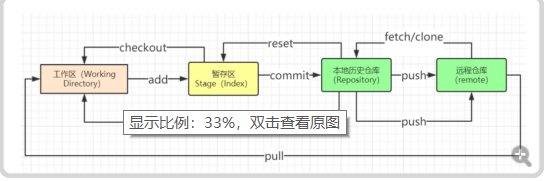 fetch/clone
checkout
reset
工作区（Working
Directory）
add
暂存区
Stage（Index）
commit
本地历史仓库
（Repository）
push
远程仓库
（remote）
显示比例：33%，双击查看原图
push
pull